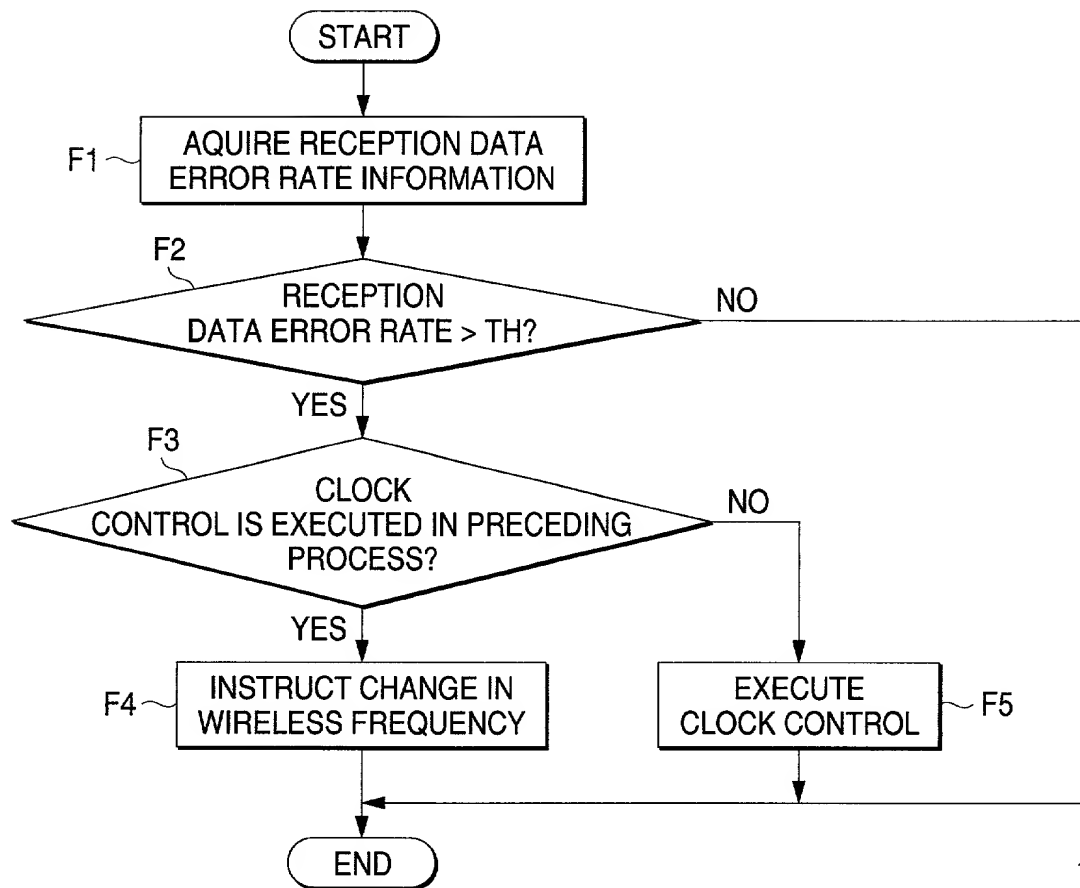 START
F1
AQUIRE RECEPTION DATA
ERROR RATE INFORMATION
F2
RECEPTION
DATA ERROR RATE > TH?
NO
YES
F3
CLOCK
CONTROL IS EXECUTED IN PRECEDING
PROCESS?
NO
YES
F4
INSTRUCT CHANGE IN
WIRELESS FREQUENCY
EXECUTE
CLOCK CONTROL
F5
END